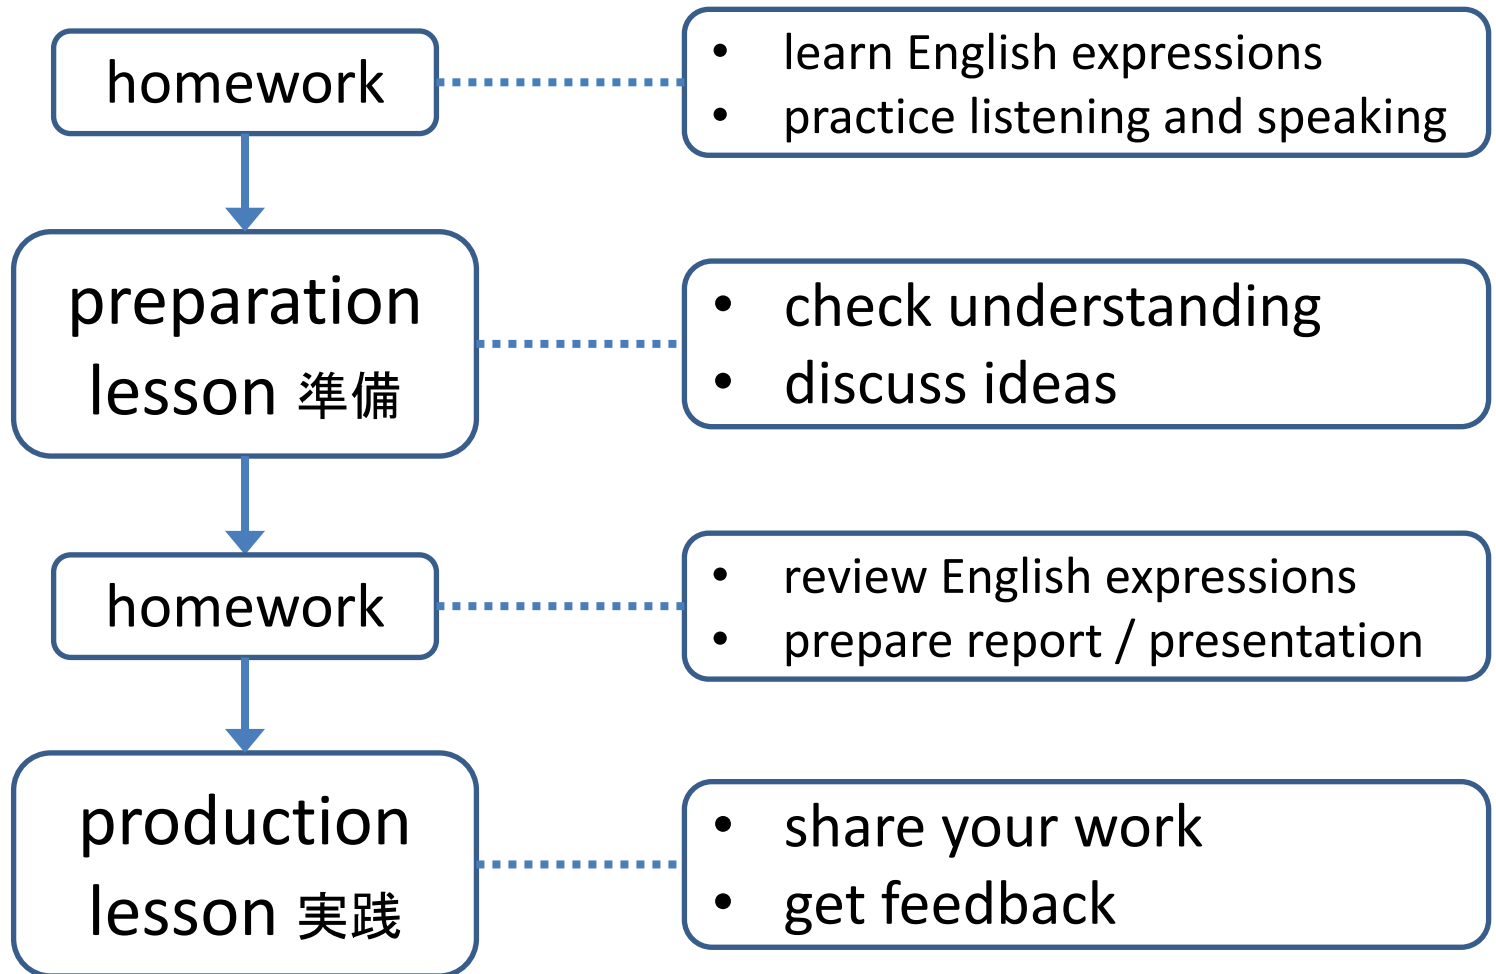 homework
• learn English expressions
• practice listening and speaking
preparation
lesson 準備
• check understanding
• discuss ideas
homework
• review English expressions
• prepare report / presentation
production
lesson 実践
• share your work
• get feedback